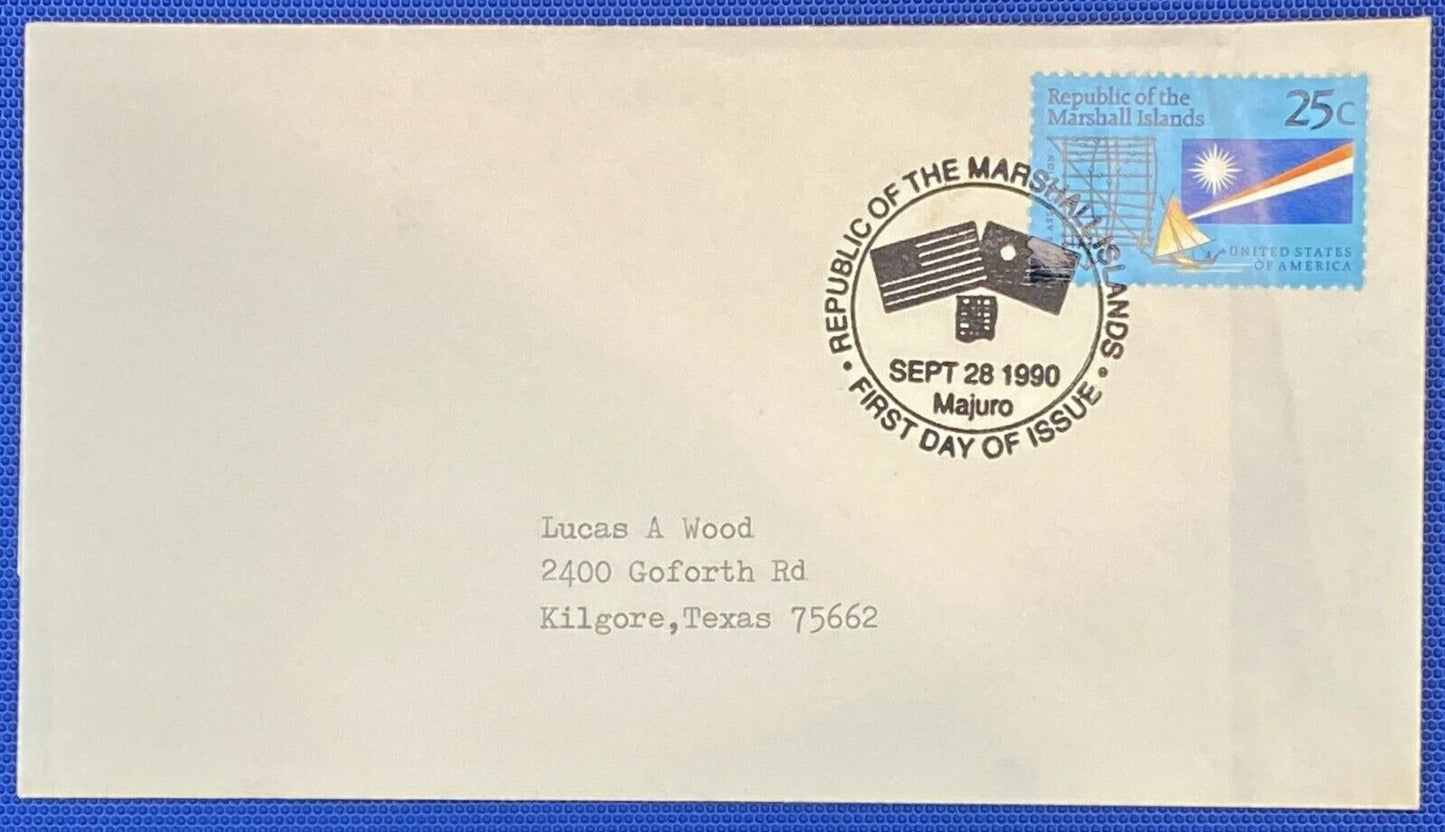 Republic of the
Marshall Islands
25c
UNITED STATES
OF AMERICA
• REPUBLIC OF THE MARSHALL ISLANDS •
SEPT 28 1990
Majuro
FIRST DAY OF ISSUE
Lucas A Wood
2400 Goforth Rd
Kilgore,Texas 75662